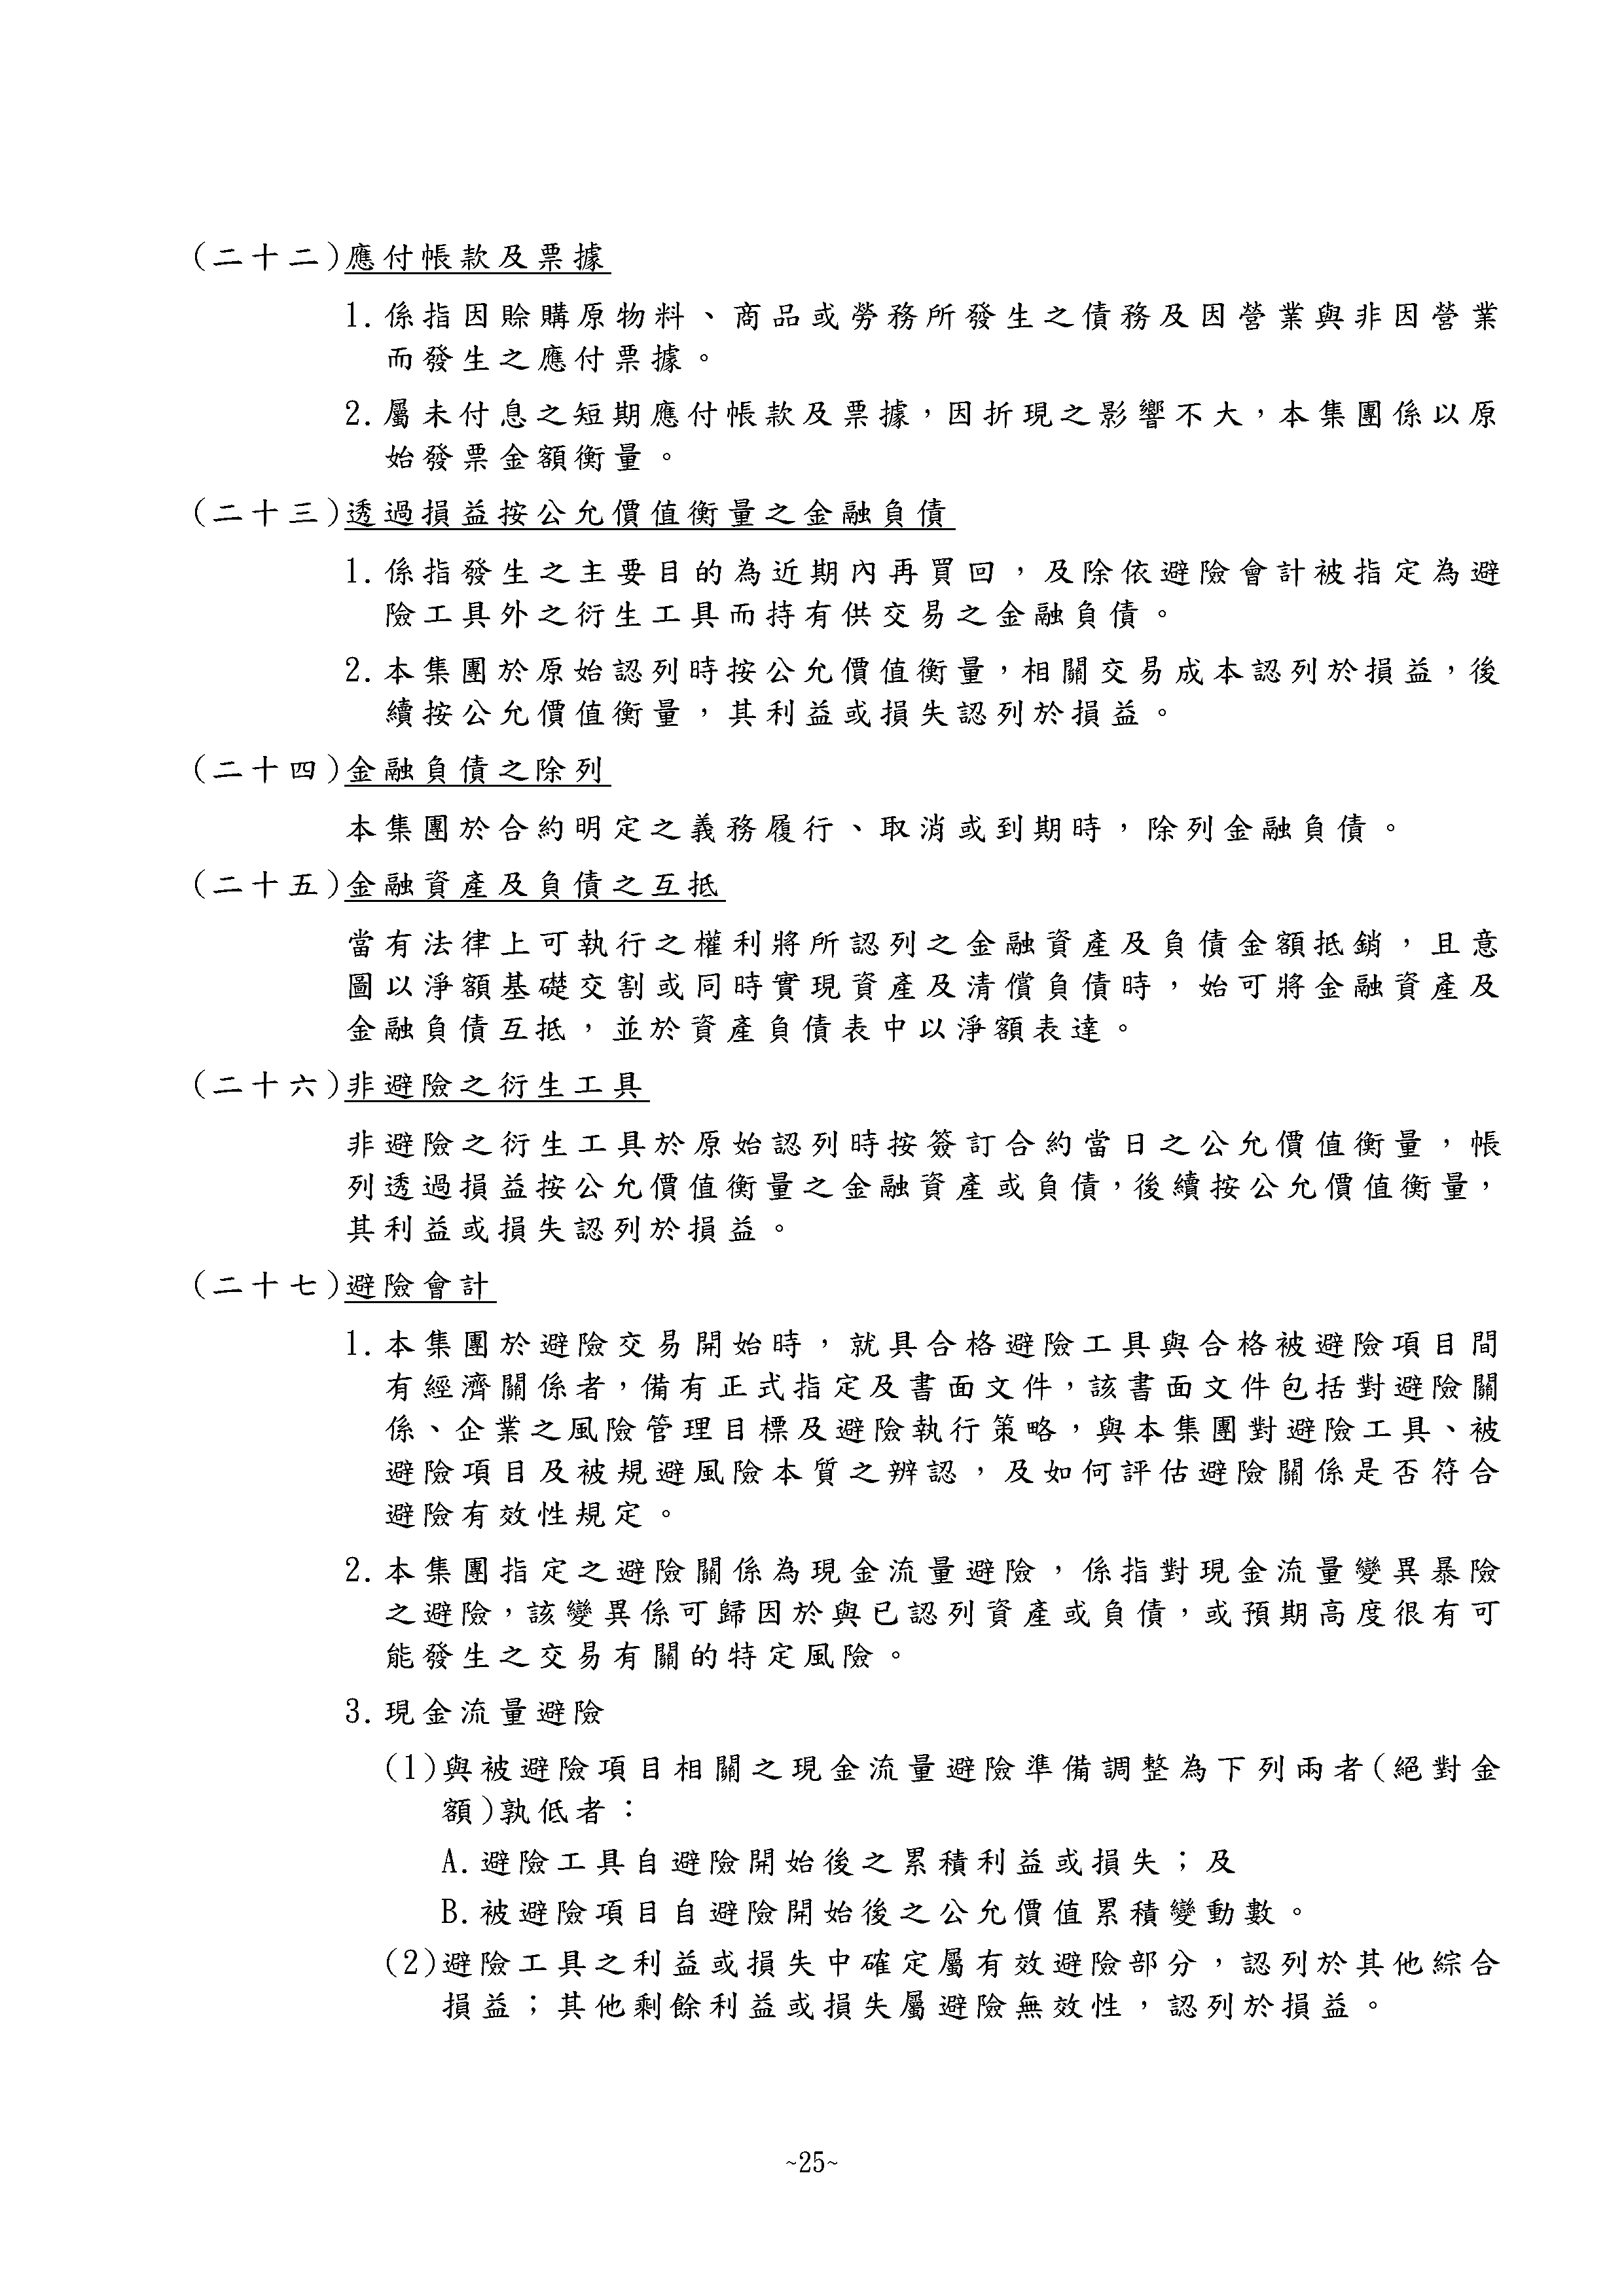 (二十二)應付帳款及票據
1.係指因賒購原物料、商品或勞務所發生之債務及因營業與非因營業
而發生之應付票據。
2.屬未付息之短期應付帳款及票據，因折現之影響不大，本集團係以原
始發票金額衡量。
(二十三)透過損益按公允價值衡量之金融負債
1.係指發生之主要目的為近期內再買回，及除依避險會計被指定為避
險工具外之衍生工具而持有供交易之金融負債。
2.本集團於原始認列時按公允價值衡量，相關交易成本認列於損益，後
續按公允價值衡量，其利益或損失認列於損益。
(二十四)金融負債之除列
本集團於合約明定之義務履行、取消或到期時，除列金融負債。
(二十五)金融資產及負債之互抵
當有法律上可執行之權利將所認列之金融資產及負債金額抵銷，且意
圖以淨額基礎交割或同時實現資產及清償負債時，始可將金融資產及
金融負債互抵，並於資產負債表中以淨額表達。
(二十六)非避險之衍生工具
非避險之衍生工具於原始認列時按簽訂合約當日之公允價值衡量，帳
列透過損益按公允價值衡量之金融資產或負債，後續按公允價值衡量，
其利益或損失認列於損益。
(二十七)避險會計
1.本集團於避險交易開始時，就具合格避險工具與合格被避險項目間
有經濟關係者，備有正式指定及書面文件，該書面文件包括對避險關
係、企業之風險管理目標及避險執行策略，與本集團對避險工具、被
避險項目及被規避風險本質之辨認，及如何評估避險關係是否符合
避險有效性規定。
2.本集團指定之避險關係為現金流量避險，係指對現金流量變異暴險
之避險，該變異係可歸因於與已認列資產或負債，或預期高度很有可
能發生之交易有關的特定風險。
3.現金流量避險
(1)與被避險項目相關之現金流量避險準備調整為下列兩者(絕對金
額)孰低者：
A.避險工具自避險開始後之累積利益或損失；及
B.被避險項目自避險開始後之公允價值累積變動數。
(2)避險工具之利益或損失中確定屬有效避險部分，認列於其他綜合
損益；其他剩餘利益或損失屬避險無效性，認列於損益。
~25~